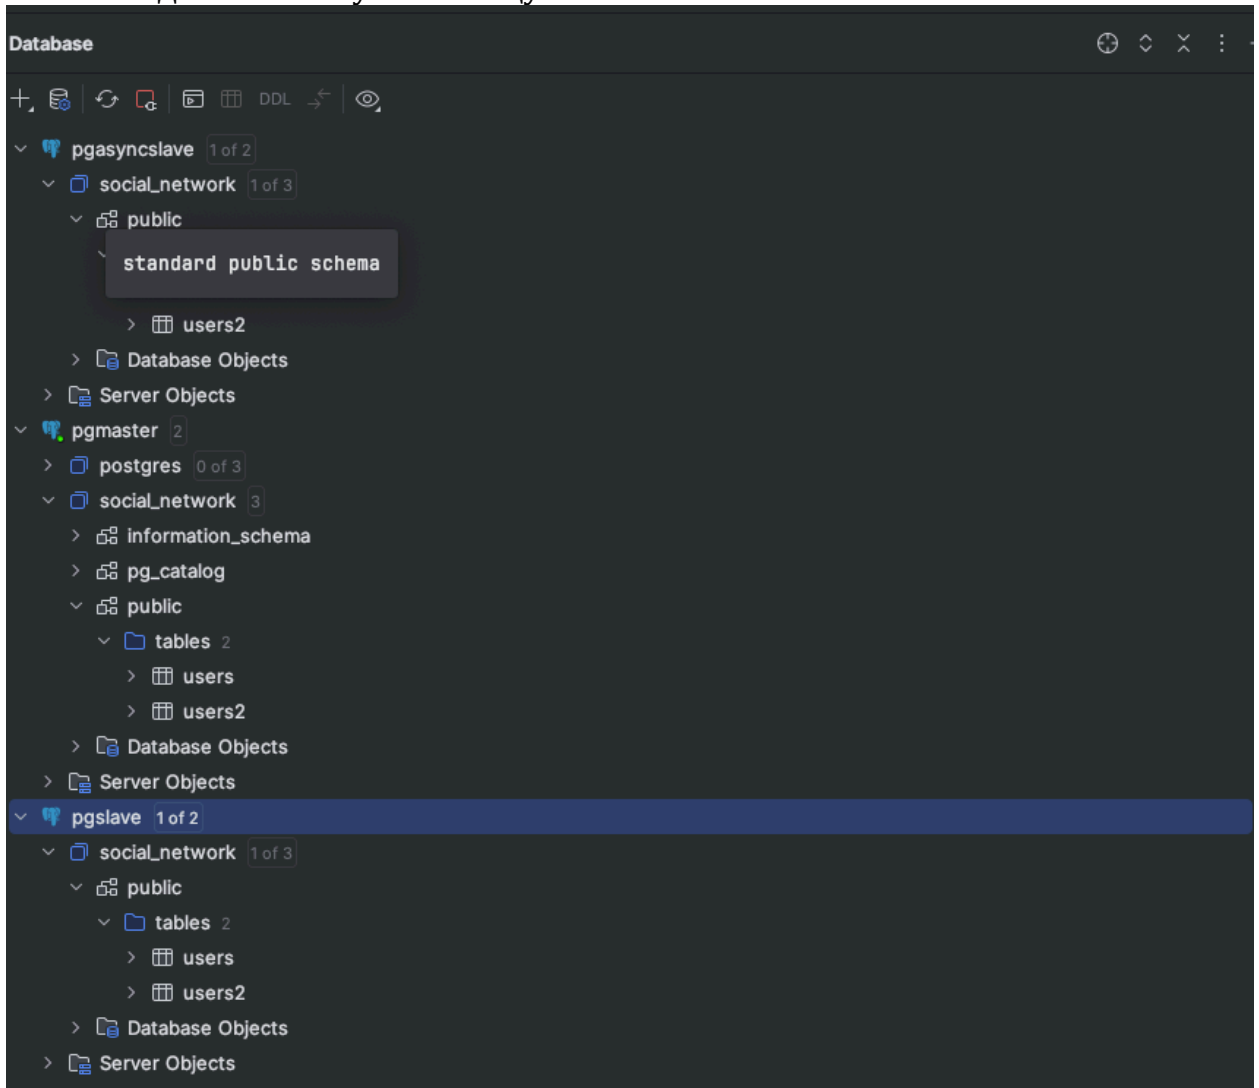 Database
DDL
pgasyncslave 1 of 2
social_network 1 of 3
public
standard public schema
users2
Database Objects
Server Objects
pgmaster 2
postgres 0 of 3
social_network 3
information_schema
pg_catalog
public
tables 2
users
users2
Database Objects
Server Objects
pgslave 1 of 2
social_network 1 of 3
public
tables 2
users
users2
Database Objects
Server Objects